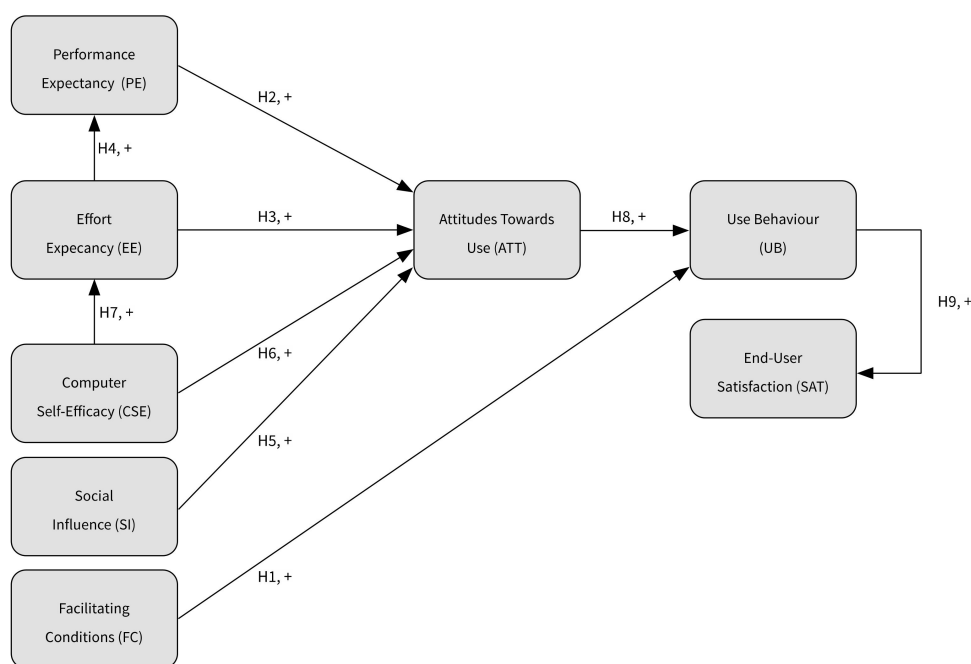 Performance
Expectancy (PE)
H2, +
H4, +
Effort
Expecancy (EE)
H3, +
Attitudes Towards
Use (ATT)
H8, +
Use Behaviour
(UB)
H9, +
H7, +
Computer
Self-Efficacy (CSE)
H6, +
End-User
Satisfaction (SAT)
H5, +
Social
Influence (SI)
H1, +
Facilitating
Conditions (FC)